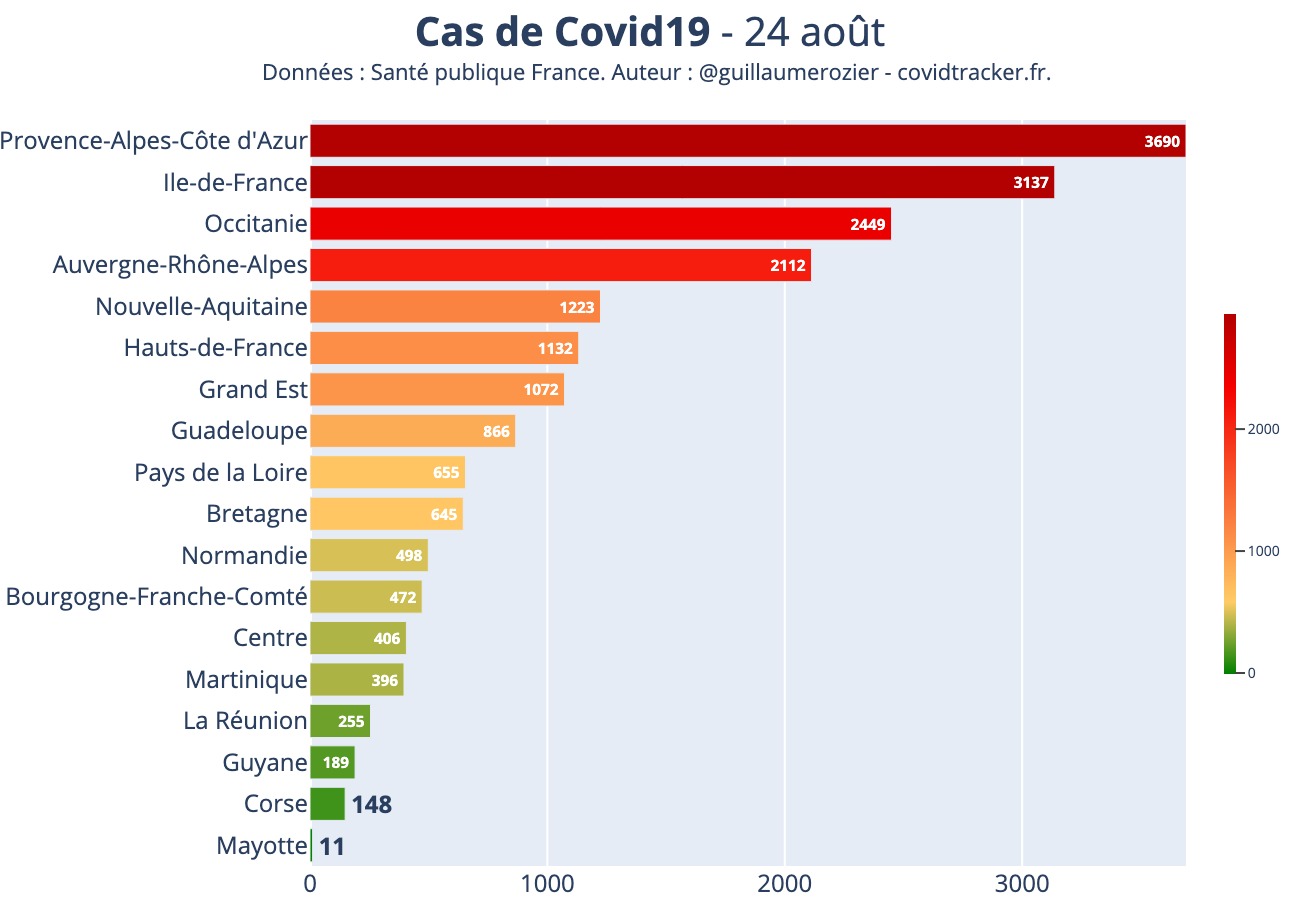 Cas de Covid19 - 24 août
Données : Santé publique France. Auteur : @guillaumerozier - covidtracker.fr.
Provence-Alpes-Côte d'Azur 3690
Ile-de-France 3137
Occitanie 2449
Auvergne-Rhône-Alpes 2112
Nouvelle-Aquitaine 1223
Hauts-de-France 1132
Grand Est 1072
Guadeloupe 866
Pays de la Loire 655
Bretagne 645
Normandie 498
Bourgogne-Franche-Comté 472
Centre 406
Martinique 396
La Réunion 255
Guyane 189
Corse 148
Mayotte 11
0 1000 2000 3000
2000
1000
0